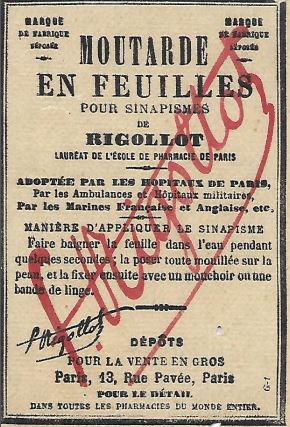 MARQUE
DE FABRIQUE
DÉPOSÉE
MARQUE
DE FABRIQUE
DÉPOSÉE
MOUTARDE
EN FEUILLES
POUR SINAPISMES
DE
RIGOLLOT
LAURÉAT DE L'ÉCOLE DE PHARMACIE DE PARIS
ADOPTÉE PAR LES HÔPITAUX DE PARIS,
Par les Ambulances et Hôpitaux militaires,
Par les Marines Française et Anglaise, etc.
MANIÈRE D'APPLIQUER LE SINAPISME
Faire baigner la feuille dans l'eau pendant
quelques secondes; la poser toute mouillée sur la
peau, et la fixer ensuite avec un mouchoir ou une
bande de linge.
Rigollot
Rigollot
DÉPÔTS
POUR LA VENTE EN GROS
Paris, 13, Rue Pavée, Paris
POUR LE DÉTAIL
DANS TOUTES LES PHARMACIES DU MONDE ENTIER.